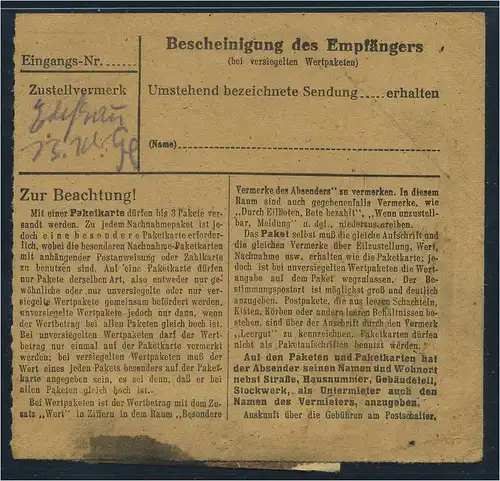 Bescheinigung des Empfängers
(bei versiegelten Wertpaketen)
Eingangs-Nr. ......
Zustellvermerk
Umstehend bezeichnete Sendung ..... erhalten
(Name)
Zur Beachtung!
Mit einer Paketkarte dürfen bis 3 Pakete ver-
sandt werden. Zu jedem Nachnahmepaket ist je-
doch eine besondere Paketkarte erforder-
lich, wobei die besonderen Nachnahme-Paketkarten
mit anhängender Postanweisung oder Zahlkarte
zu benutzen sind. Auf eine Paketkarte dürfen
nur Pakete derselben Art, also entweder nur ge-
wöhnliche oder nur unversiegelte oder nur ver-
siegelte Wertpakete gemeinsam befördert werden,
unversiegelte Wertpakete jedoch nur dann, wenn
der Wertbetrag bei allen Paketen gleich hoch ist.
Bei unversiegelten Wertpaketen darf der Wert-
betrag nur einmal auf der Paketkarte vermerkt
werden; bei versiegelten Wertpaketen muß der
Wert eines jeden Pakets besonders auf der Paket-
karte angegeben sein, es sei denn, daß er bei
allen Paketen gleich hoch ist.
Bei Wertpaketen ist der Wertbetrag mit dem Zu-
satz „Wert" in Ziffern in dem Raum „Besondere
Vermerke des Absenders" zu vermerken. In diesem
Raum sind auch gegebenenfalls Vermerke, wie
„Durch Eilboten, Bote bezahlt", „Wenn unzustell-
bar, Meldung" u. dgl., niederzuschreiben.
Das Paket selbst muß die gleiche Aufschrift und
die gleichen Vermerke über Eilzustellung, Wert,
Nachnahme usw. erhalten wie die Paketkarte; je-
doch ist bei unversiegelten Wertpaketen die Wert-
angabe auf dem Paket wegzulassen. Der Be-
stimmungspostort ist möglichst groß und deutlich
anzugeben. Postpakete, die aus leeren Schachteln,
Kisten, Körben oder andern leeren Behältnissen be-
stehen, sind über der Anschrift durch den Vermerk
„Leergut" zu kennzeichnen. Paketkarten dürfen
nicht als Paketaufschriften benutzt werden.
Auf den Paketen und Paketkarten hat
der Absender seinen Namen und Wohnort
nebst Straße, Hausnummer, Gebäudeteil,
Stockwerk, als Untermieter auch den
Namen des Vermieters, anzugeben.
Auskunft über die Gebühren am Postschalter.